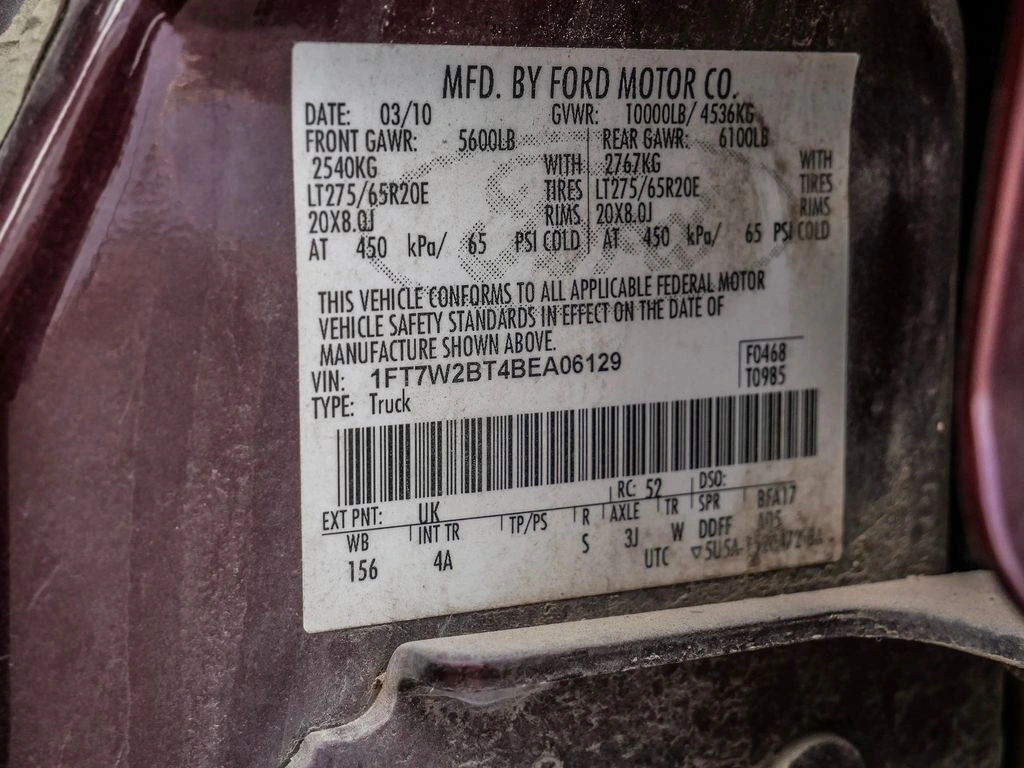 MFD. BY FORD MOTOR CO.
DATE: 03/10 GVWR: 10000LB/ 4536KG
FRONT GAWR: 5600LB REAR GAWR: 6100LB
2540KG WITH 2767KG WITH
LT275/65R20E TIRES LT275/65R20E TIRES
20X8.0J RIMS 20X8.0J RIMS
AT 450 kPa/ 65 PSI COLD AT 450 kPa/ 65 PSI COLD
THIS VEHICLE CONFORMS TO ALL APPLICABLE FEDERAL MOTOR
VEHICLE SAFETY STANDARDS IN EFFECT ON THE DATE OF
MANUFACTURE SHOWN ABOVE.
VIN: 1FT7W2BT4BEA06129 F0468
TYPE: Truck T0985
EXT PNT: UK RC: 52 DSO:
WB INT TR TP/PS R AXLE TR SPR BFA17
156 4A S 3J W DDFF A05
UTC